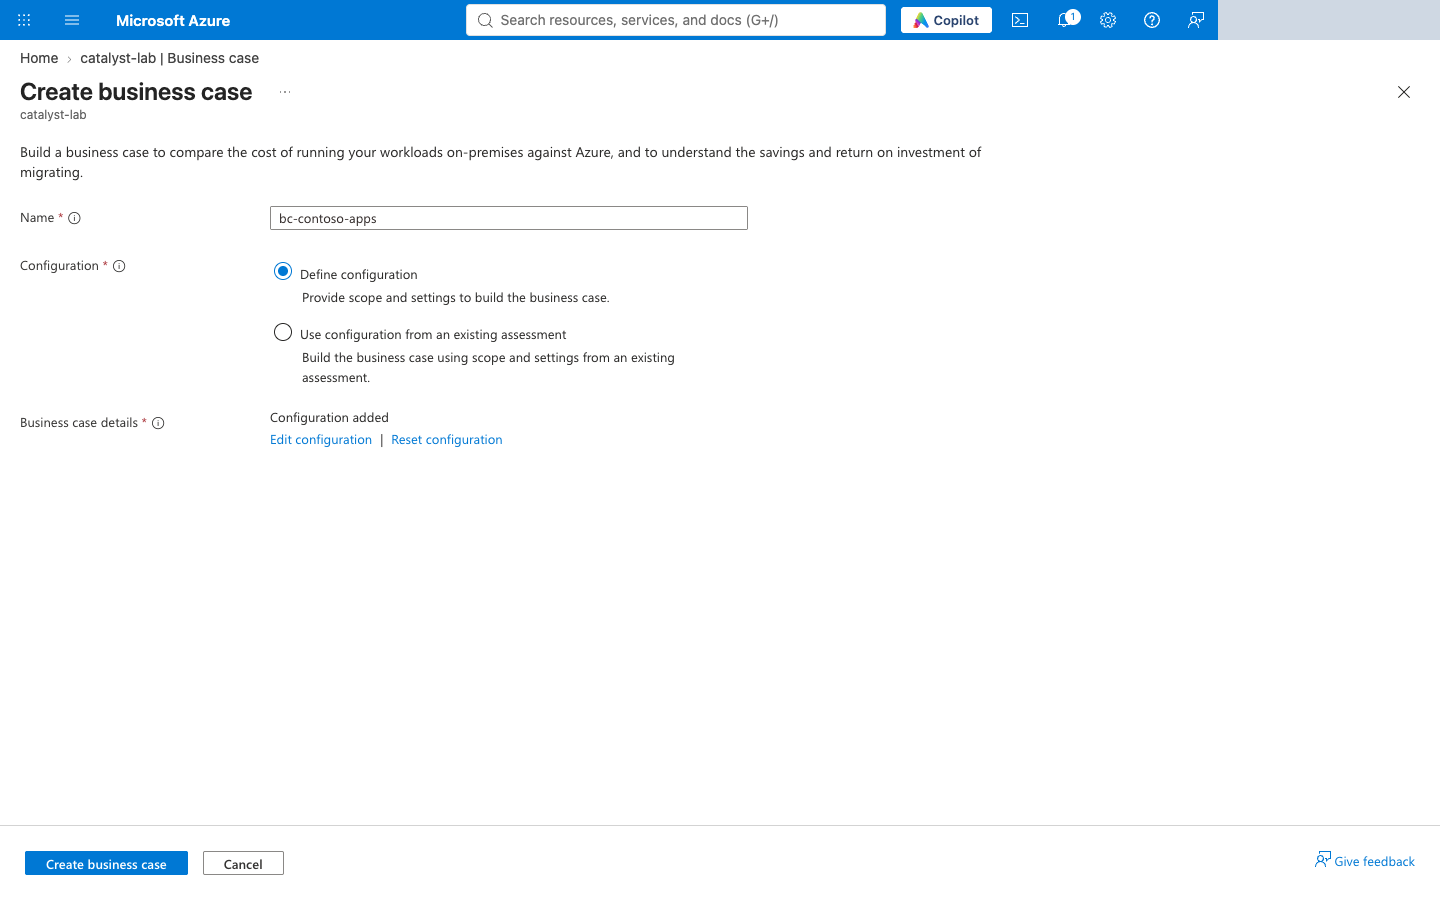 Microsoft Azure
Search resources, services, and docs (G+/)
Copilot
1
Home > catalyst-lab | Business case
Create business case ...
catalyst-lab
Build a business case to compare the cost of running your workloads on-premises against Azure, and to understand the savings and return on investment of
migrating.
Name *
bc-contoso-apps
Configuration *
Define configuration
Provide scope and settings to build the business case.
Use configuration from an existing assessment
Build the business case using scope and settings from an existing
assessment.
Business case details *
Configuration added
Edit configuration | Reset configuration
Create business case
Cancel
Give feedback